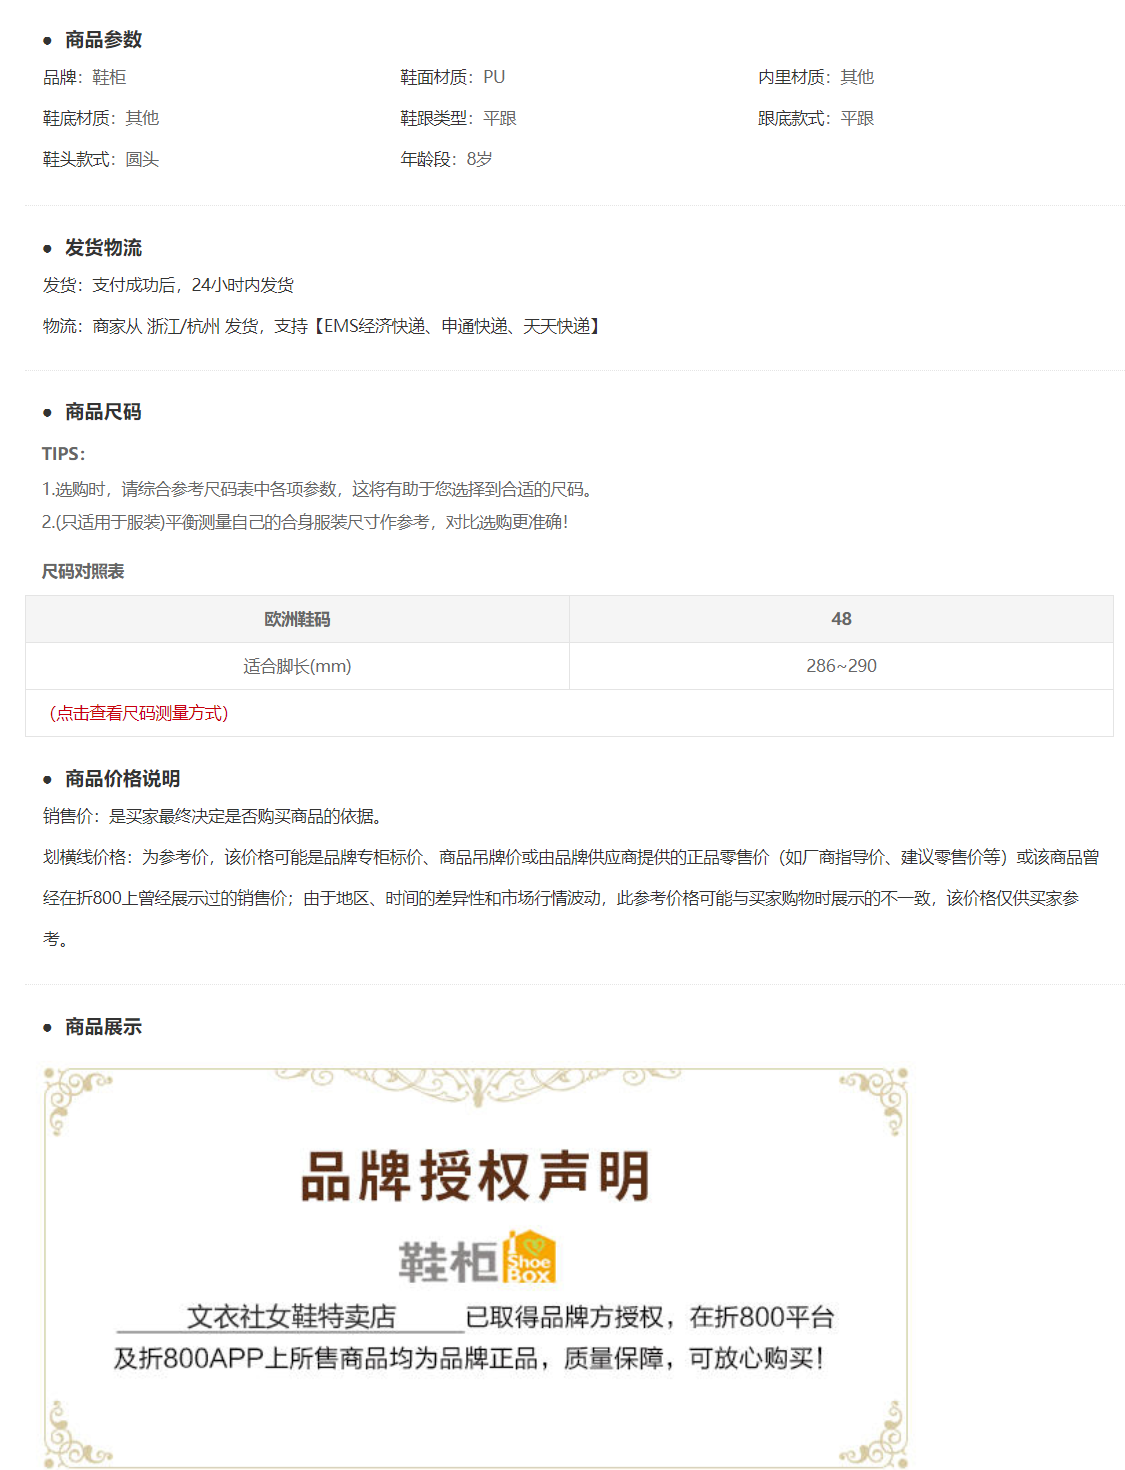 ● 商品参数
品牌：鞋柜 鞋面材质：PU 内里材质：其他
鞋底材质：其他 鞋跟类型：平跟 跟底款式：平跟
鞋头款式：圆头 年龄段：8岁
● 发货物流
发货：支付成功后，24小时内发货
物流：商家从 浙江/杭州 发货，支持【EMS经济快递、申通快递、天天快递】
● 商品尺码
TIPS：
1.选购时，请综合参考尺码表中各项参数，这将有助于您选择到合适的尺码。
2.(只适用于服装)平衡测量自己的合身服装尺寸作参考，对比选购更准确！
尺码对照表
欧洲鞋码 48
适合脚长(mm) 286~290
（点击查看尺码测量方式）
● 商品价格说明
销售价：是买家最终决定是否购买商品的依据。
划横线价格：为参考价，该价格可能是品牌专柜标价、商品吊牌价或由品牌供应商提供的正品零售价（如厂商指导价、建议零售价等）或该商品曾
经在折800上曾经展示过的销售价；由于地区、时间的差异性和市场行情波动，此参考价格可能与买家购物时展示的不一致，该价格仅供买家参
考。
● 商品展示
品牌授权声明
鞋柜 i Shoe BOX
文衣社女鞋特卖店 已取得品牌方授权，在折800平台
及折800APP上所售商品均为品牌正品，质量保障，可放心购买！